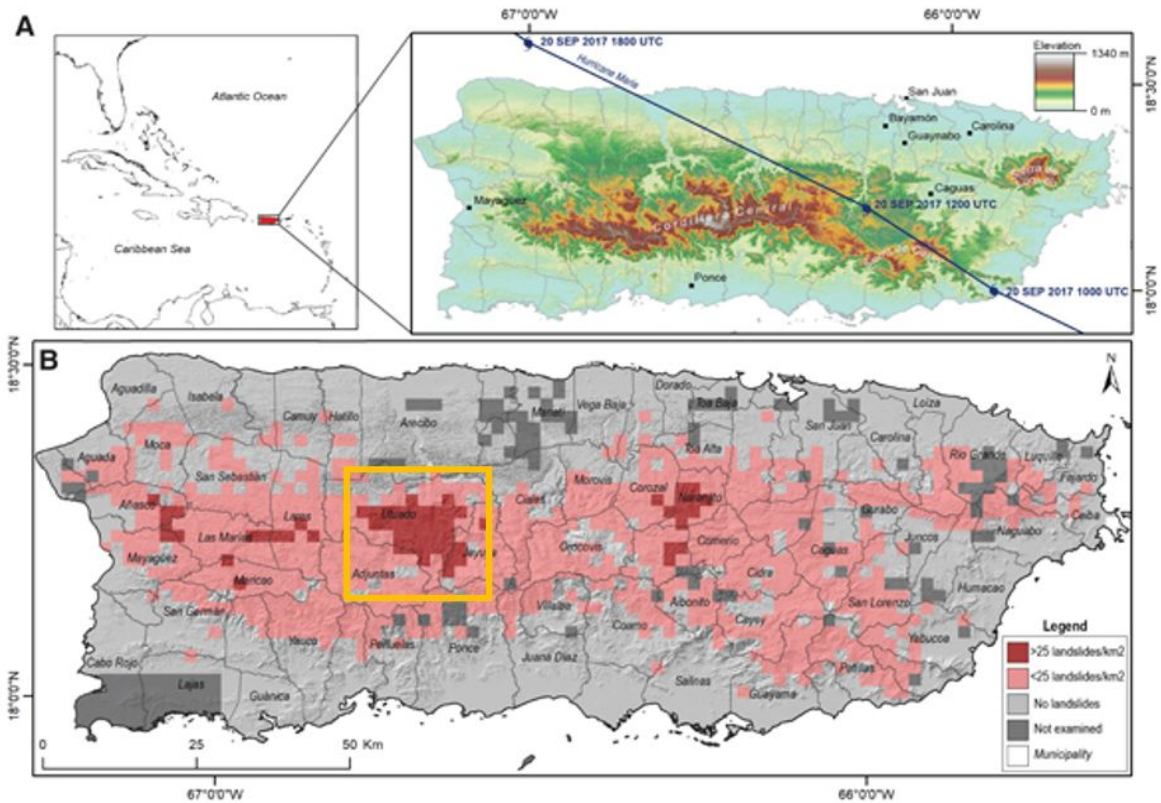 A
67°0'0"W
66°0'0"W
Atlantic Ocean
Caribbean Sea
20 SEP 2017 1800 UTC
Hurricane Maria
Elevation
1340 m
0 m
18°30'0"N
San Juan
Bayamón
Carolina
Guaynabo
Caguas
Mayagüez
Cordillera Central
20 SEP 2017 1200 UTC
Ponce
20 SEP 2017 1000 UTC
18°0'0"N
B
18°30'0"N
N
Aguadilla
Isabela
Camuy
Hatillo
Arecibo
Manatí
Vega Baja
Dorado
Toa Baja
San Juan
Loiza
Carolina
Moca
Aguada
San Sebastián
Toa Alta
Rio Grande
Luquillo
Fajardo
Ceiba
Añasco
Lares
Utuado
Ciales
Morovis
Corozal
Naranjito
Gurabo
Las Marías
Mayagüez
Maricao
Adjuntas
Jayuya
Orocovis
Comerío
Caguas
Juncos
Naguabo
Cidra
Humacao
San Germán
Yauco
Peñuelas
Ponce
Villalba
Coamo
Aibonito
Cayey
San Lorenzo
Yabucoa
Cabo Rojo
Lajas
Guánica
Juana Díaz
Salinas
Guayama
Patillas
18°0'0"N
Legend
>25 landslides/km2
<25 landslides/km2
No landslides
Not examined
Municipality
0
25
50 Km
67°0'0"W
66°0'0"W